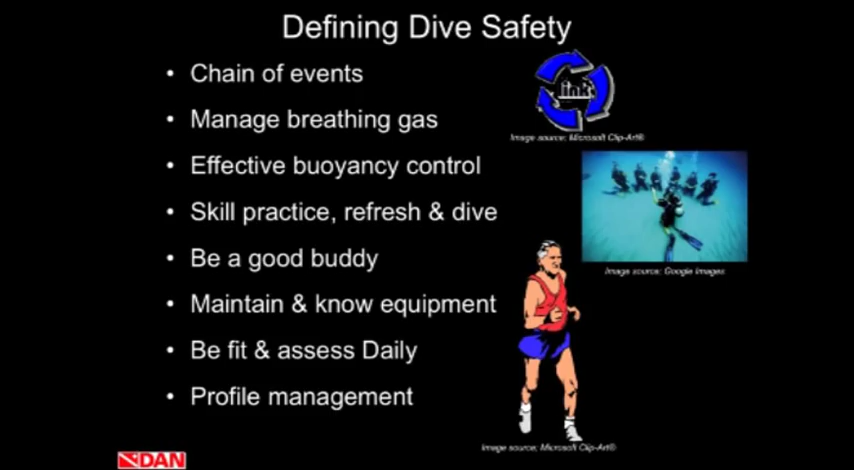 Defining Dive Safety
• Chain of events
• Manage breathing gas
• Effective buoyancy control
• Skill practice, refresh & dive
• Be a good buddy
• Maintain & know equipment
• Be fit & assess Daily
• Profile management
link
Image source: Microsoft Clip-Art®
Image source: Google Images
Image source: Microsoft Clip-Art®
DAN